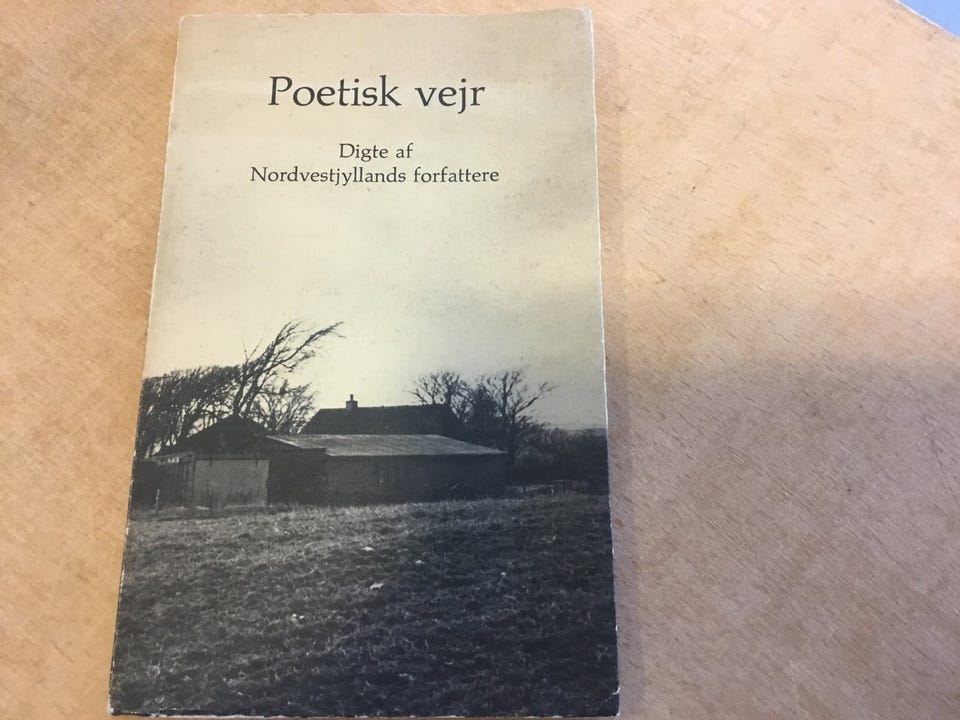 Poetisk vejr
Digte af
Nordvestjyllands forfattere